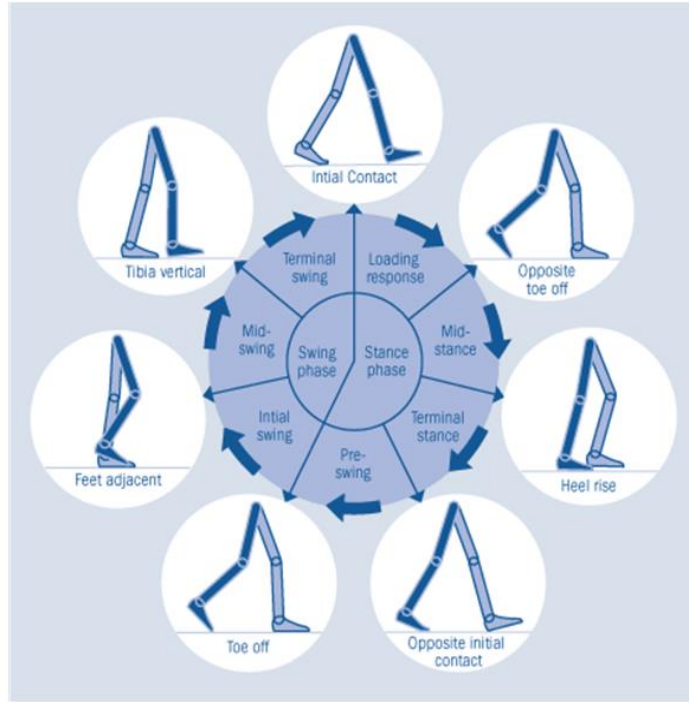 Intial Contact
Opposite
toe off
Heel rise
Opposite initial
contact
Toe off
Feet adjacent
Tibia vertical
Loading
response
Mid-
stance
Terminal
stance
Pre-
swing
Intial
swing
Mid-
swing
Terminal
swing
Swing
phase
Stance
phase